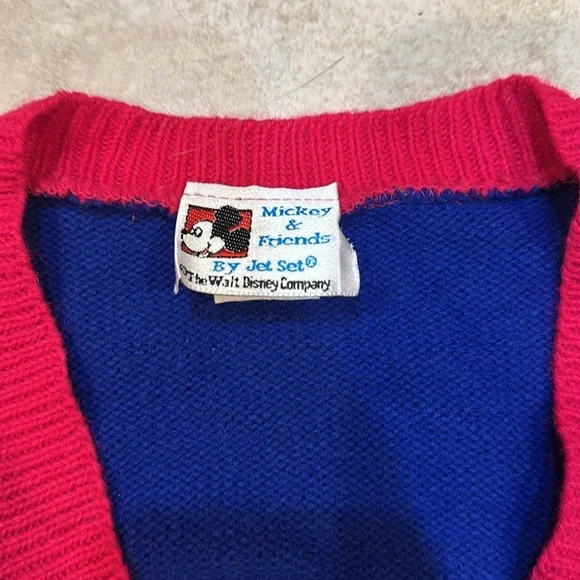 Mickey
&
Friends
By Jet Set®
©The Walt Disney Company